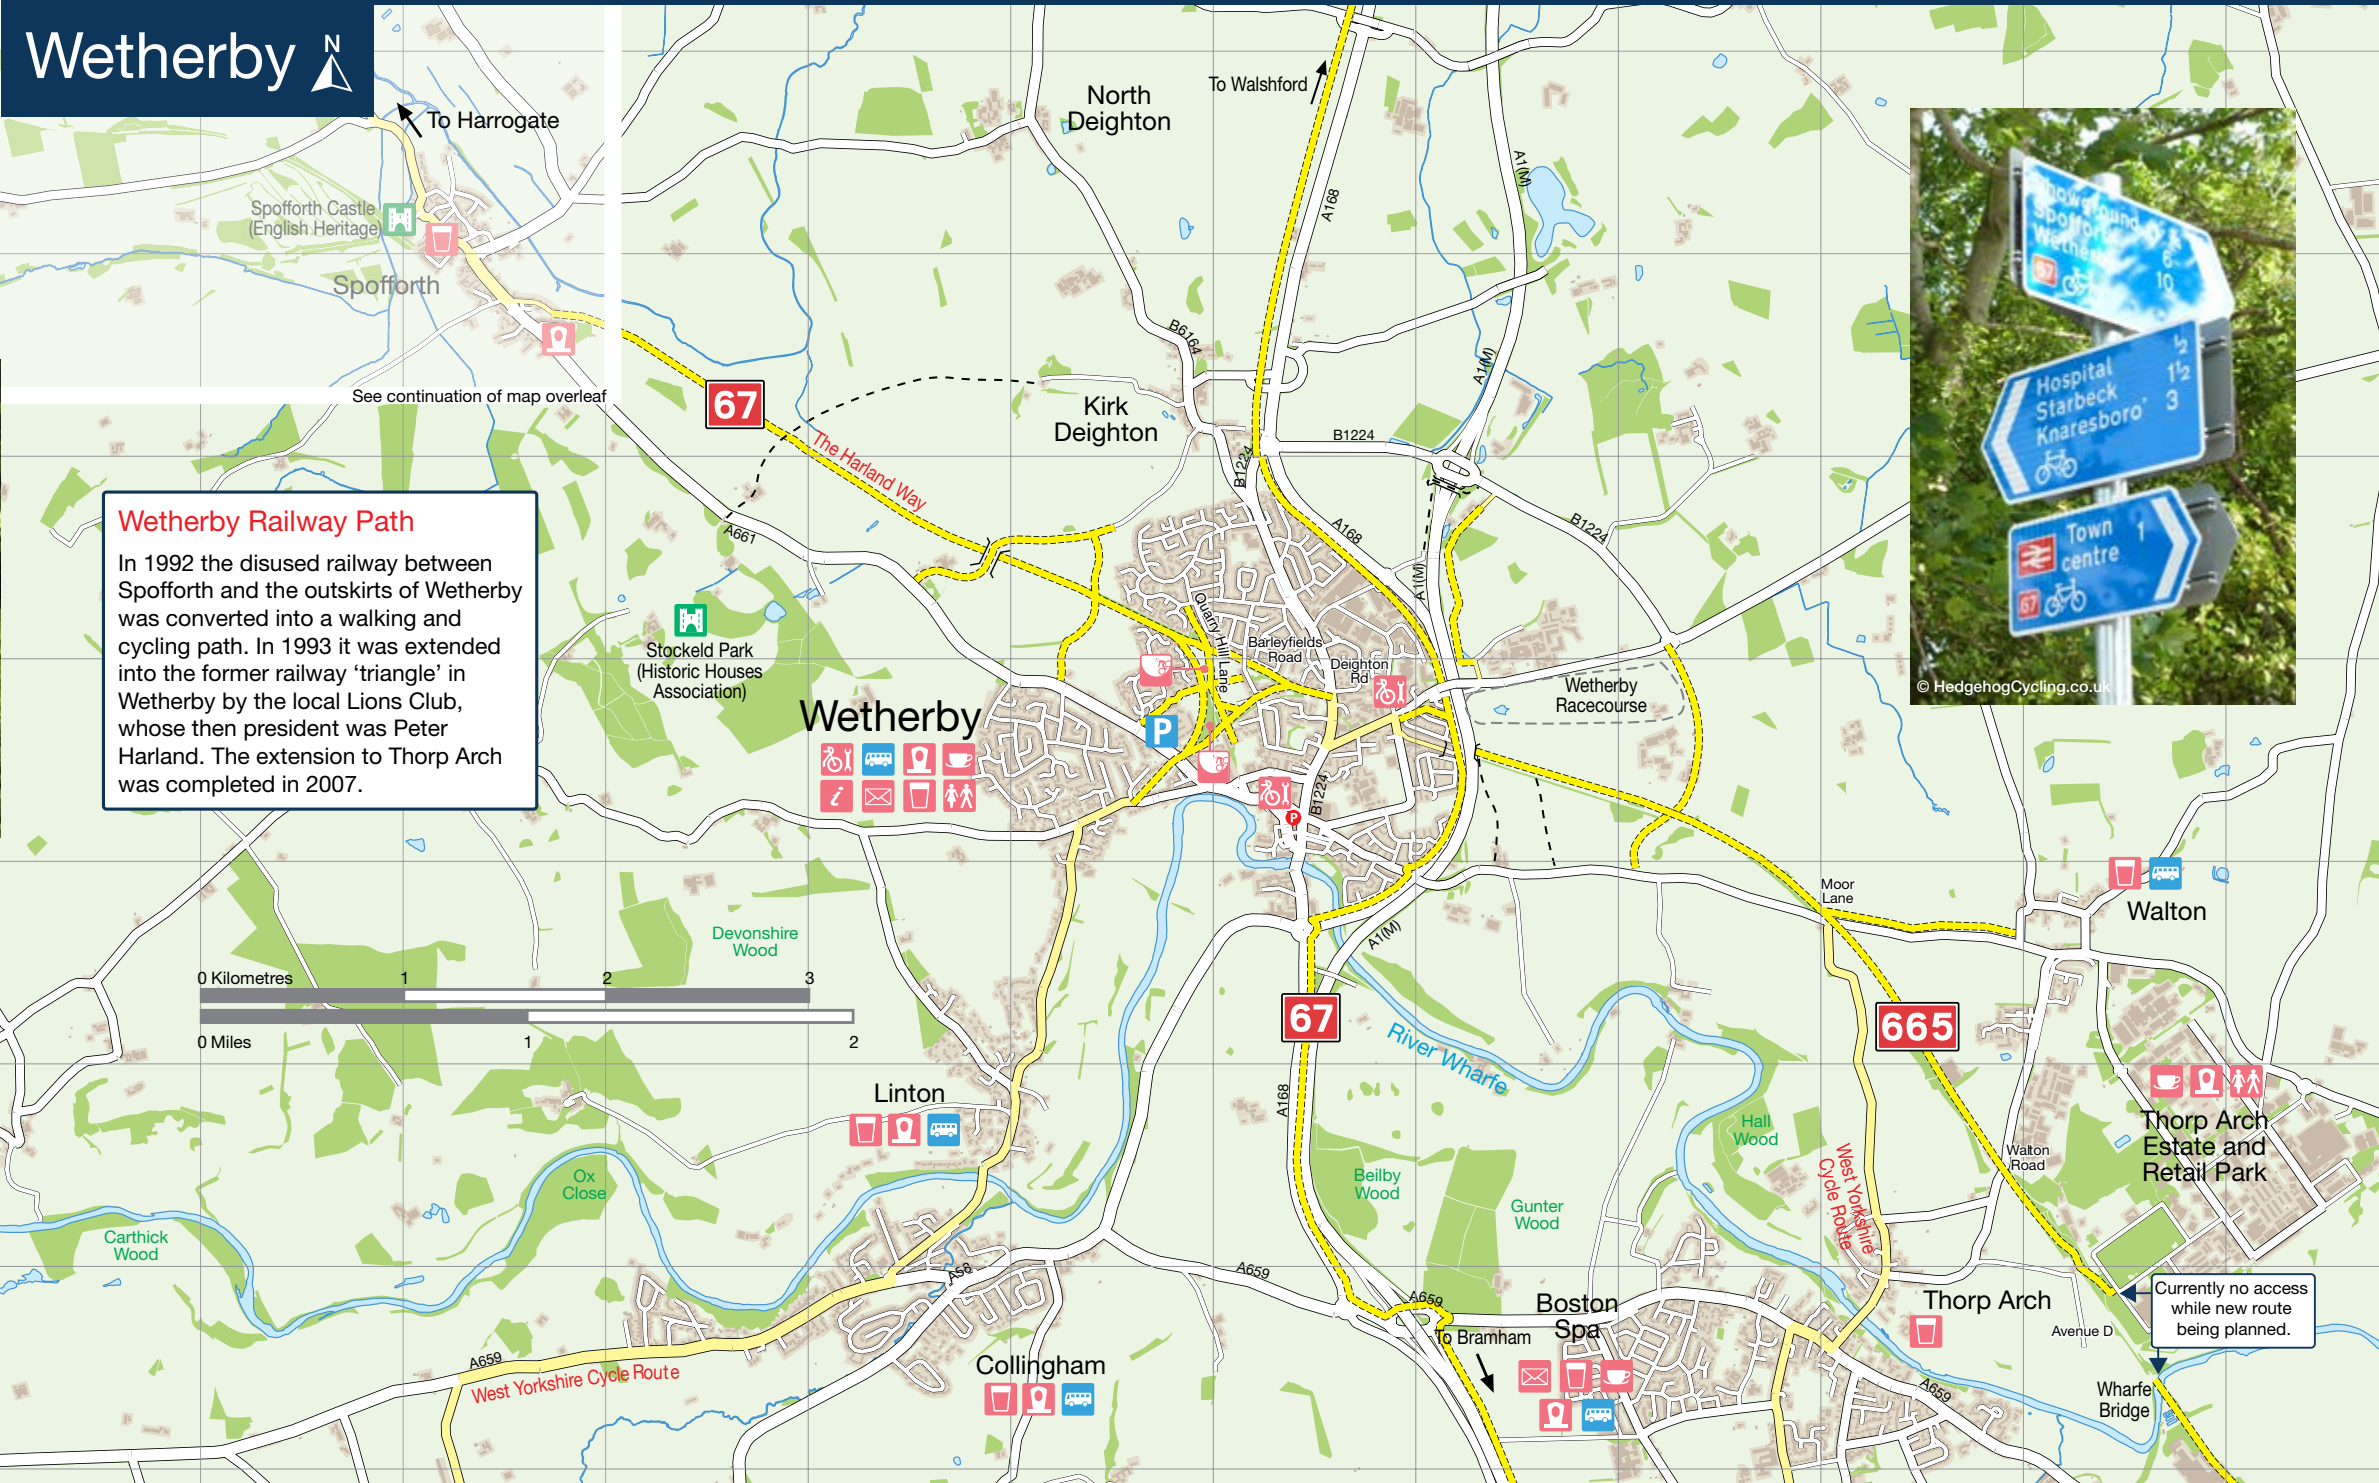 Wetherby
N
To Harrogate
Spofforth Castle
(English Heritage)
Spofforth
See continuation of map overleaf
North
Deighton
To Walshford
A168
A1(M)
B6164
A1(M)
67
Kirk
Deighton
B1224
B1224
The Harland Way
A661
A168
B1224
A1(M)
Wetherby Railway Path
In 1992 the disused railway between
Spofforth and the outskirts of Wetherby
was converted into a walking and
cycling path. In 1993 it was extended
into the former railway ‘triangle’ in
Wetherby by the local Lions Club,
whose then president was Peter
Harland. The extension to Thorp Arch
was completed in 2007.
Stockeld Park
(Historic Houses
Association)
Quarry Hill Lane
Barleyfields
Road
Deighton
Rd
Wetherby
Racecourse
Wetherby
P
i
P
B1224
Spofforth
6
10
67
Hospital ½
Starbeck 1½
Knaresboro' 3
Town 1
centre
67
© HedgehogCycling.co.uk
Devonshire
Wood
0 Kilometres 1 2 3
0 Miles 1 2
Moor
Lane
Walton
A1(M)
67
665
River Wharfe
A168
Linton
Ox
Close
Carthick
Wood
Beilby
Wood
Gunter
Wood
Hall
Wood
West Yorkshire
Cycle Route
Walton
Road
Thorp Arch
Estate and
Retail Park
A58
A659
A659
Boston
Spa
To Bramham
Thorp Arch
Avenue D
Currently no access
while new route
being planned.
A659
West Yorkshire Cycle Route
Collingham
A659
Wharfe
Bridge